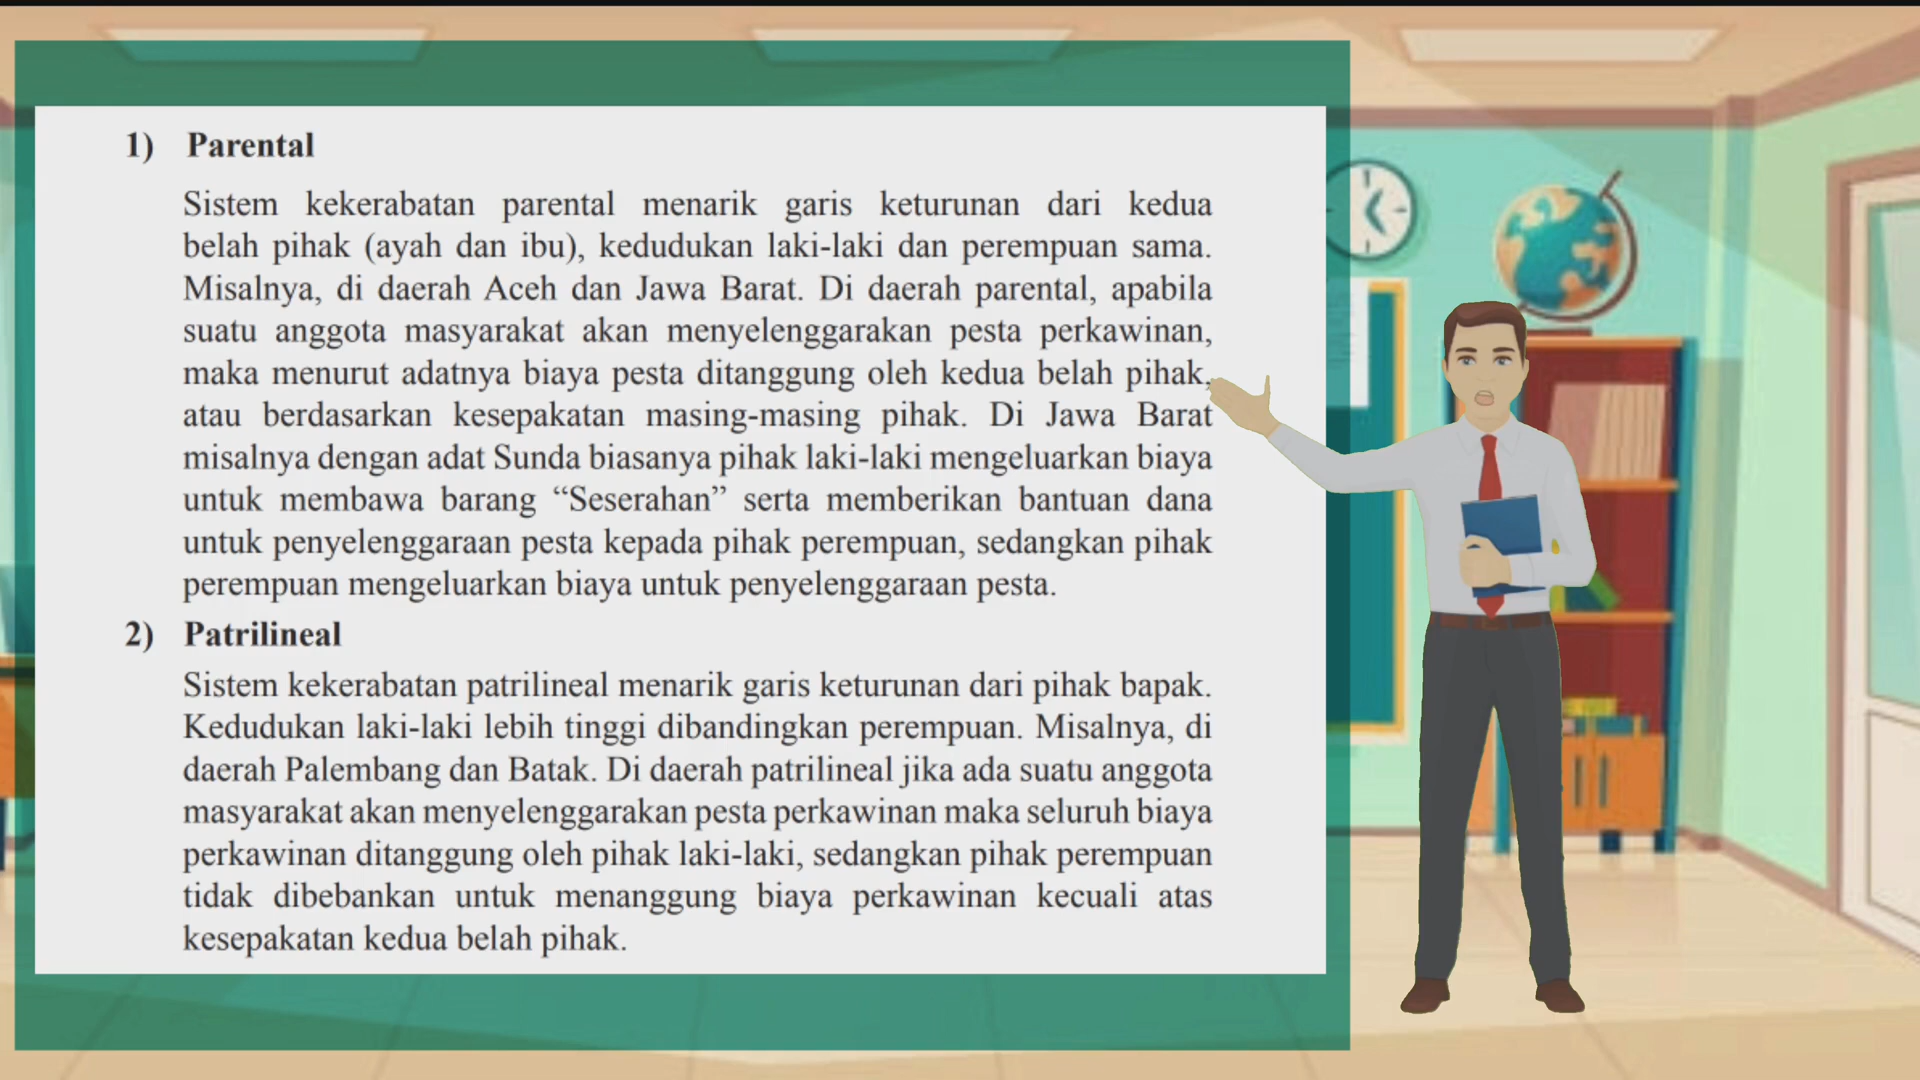 1) Parental
Sistem kekerabatan parental menarik garis keturunan dari kedua
belah pihak (ayah dan ibu), kedudukan laki-laki dan perempuan sama.
Misalnya, di daerah Aceh dan Jawa Barat. Di daerah parental, apabila
suatu anggota masyarakat akan menyelenggarakan pesta perkawinan,
maka menurut adatnya biaya pesta ditanggung oleh kedua belah pihak,
atau berdasarkan kesepakatan masing-masing pihak. Di Jawa Barat
misalnya dengan adat Sunda biasanya pihak laki-laki mengeluarkan biaya
untuk membawa barang “Seserahan” serta memberikan bantuan dana
untuk penyelenggaraan pesta kepada pihak perempuan, sedangkan pihak
perempuan mengeluarkan biaya untuk penyelenggaraan pesta.
2) Patrilineal
Sistem kekerabatan patrilineal menarik garis keturunan dari pihak bapak.
Kedudukan laki-laki lebih tinggi dibandingkan perempuan. Misalnya, di
daerah Palembang dan Batak. Di daerah patrilineal jika ada suatu anggota
masyarakat akan menyelenggarakan pesta perkawinan maka seluruh biaya
perkawinan ditanggung oleh pihak laki-laki, sedangkan pihak perempuan
tidak dibebankan untuk menanggung biaya perkawinan kecuali atas
kesepakatan kedua belah pihak.